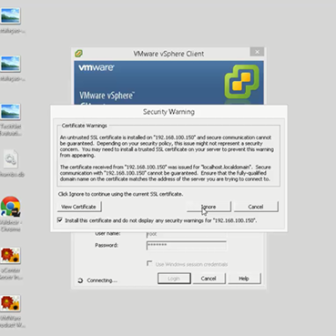 VMware vSphere Client
vmware
VMware vSphere
Client
Security Warning
Certificate Warnings
An untrusted SSL certificate is installed on "192.168.100.150" and secure communication cannot
be guaranteed. Depending on your security policy, this issue might not represent a security
concern. You may need to install a trusted SSL certificate on your server to prevent this warning
from appearing.
The certificate received from "192.168.100.150" was issued for "localhost.localdomain". Secure
communication with "192.168.100.150" cannot be guaranteed. Ensure that the fully-qualified
domain name on the certificate matches the address of the server you are trying to connect to.
Click Ignore to continue using the current SSL certificate.
View Certificate
Ignore
Cancel
Install this certificate and do not display any security warnings for "192.168.100.150".
User name:
root
Password:
*******
Use Windows session credentials
Connecting...
Login
Cancel
Help
Chrome
vCenter
VMware